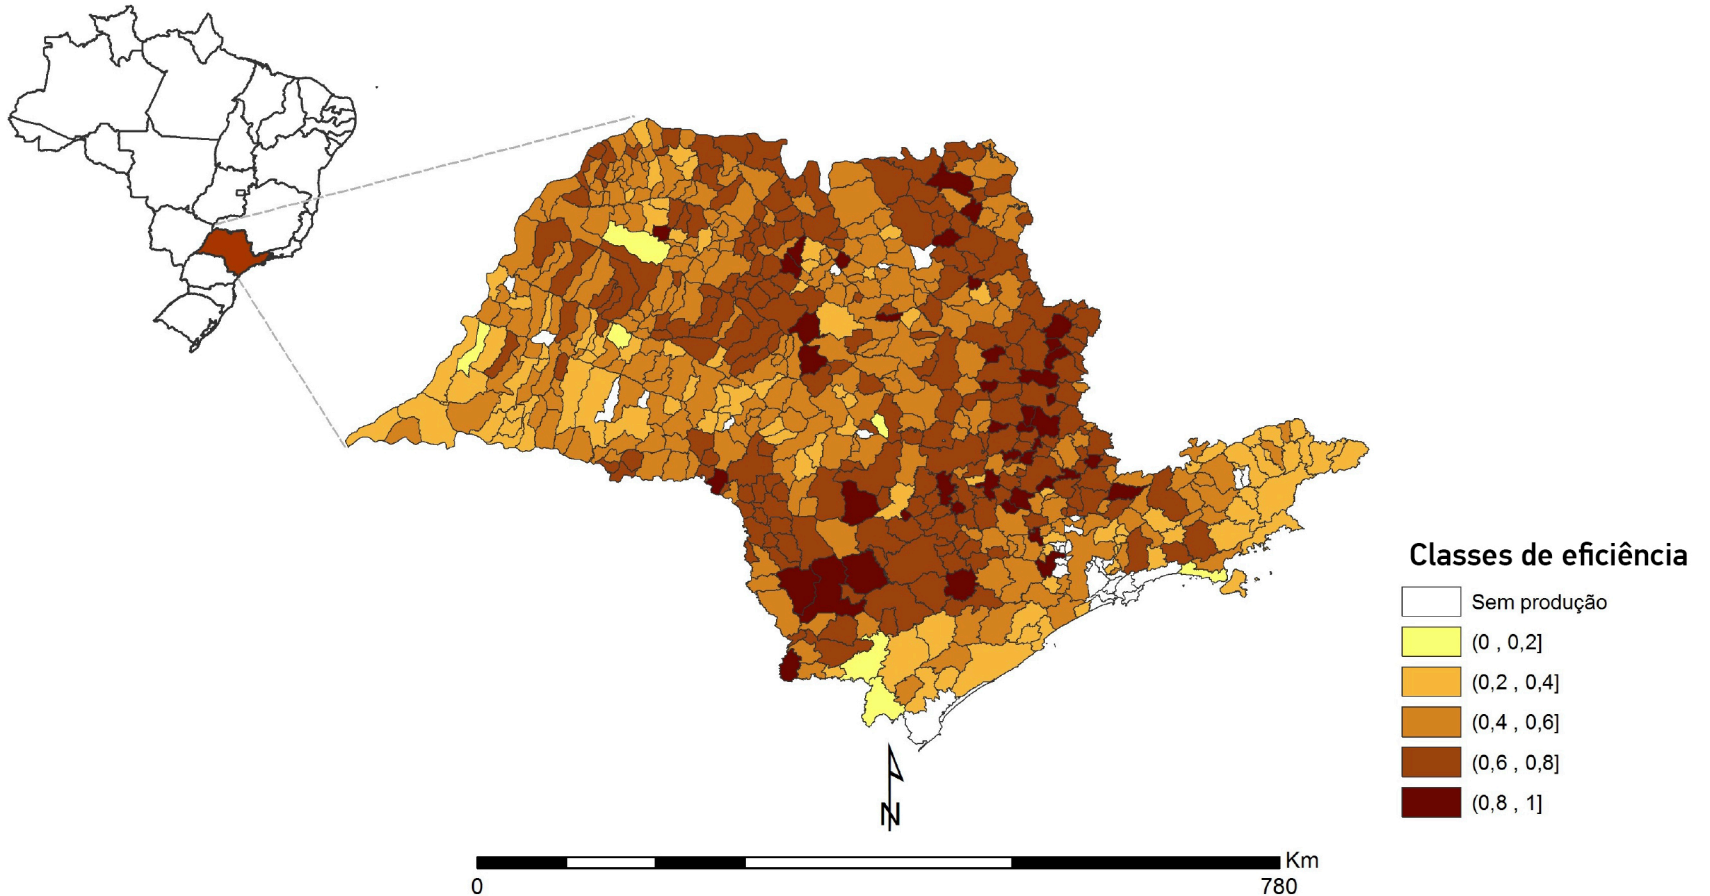 Classes de eficiência
Sem produção
(0 , 0,2]
(0,2 , 0,4]
(0,4 , 0,6]
(0,6 , 0,8]
(0,8 , 1]
N
Km
0 780